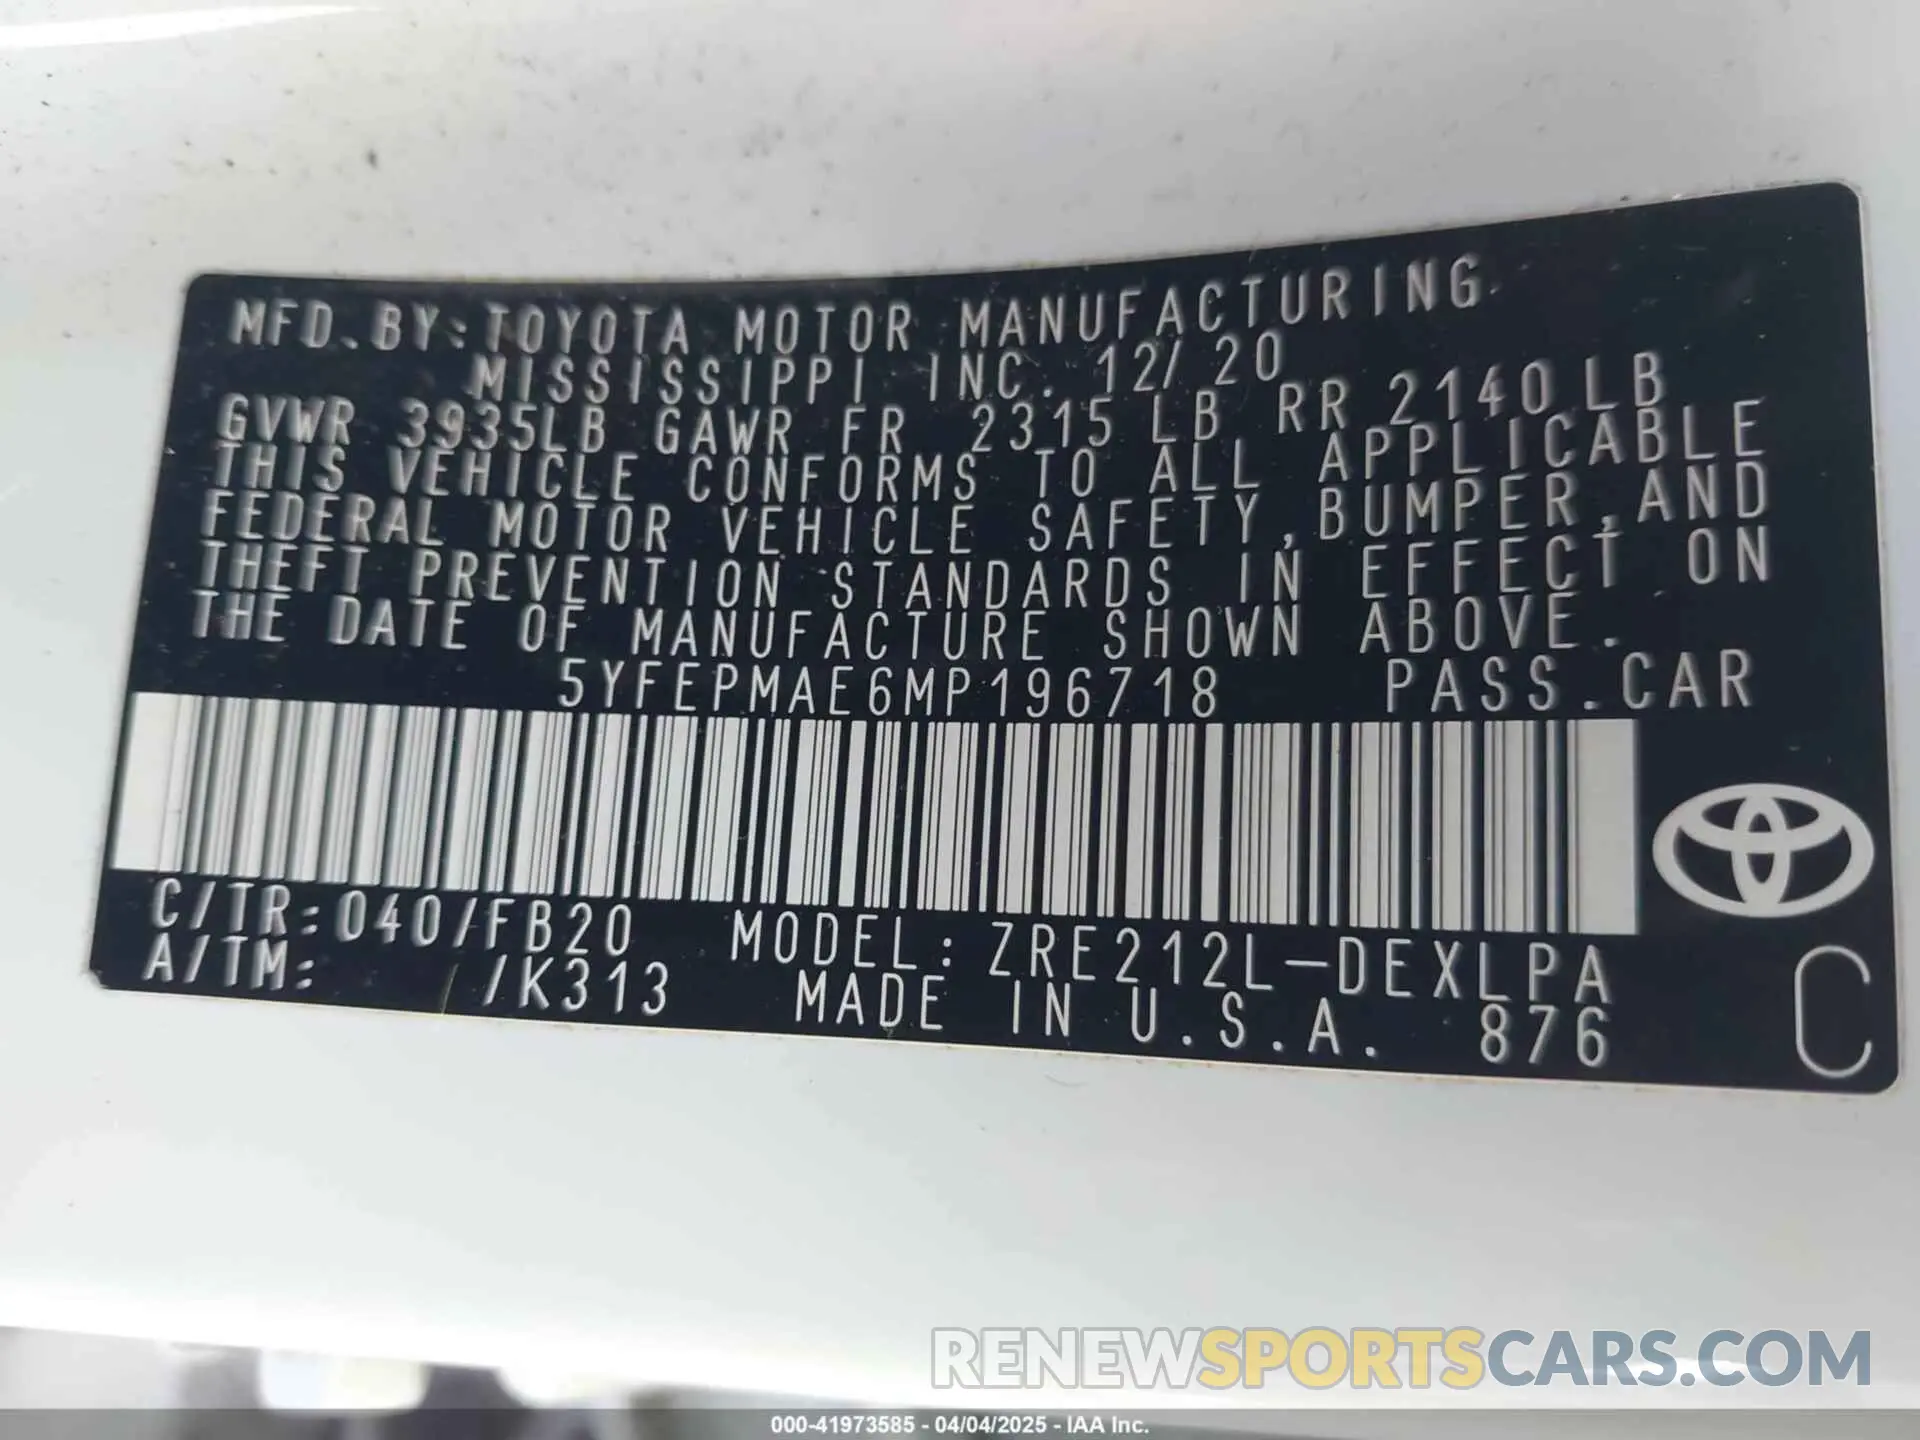 MFD.BY:TOYOTA MOTOR MANUFACTURING
MISSISSIPPI INC. 12/20
GVWR 3935LB GAWR FR 2315 LB RR 2140LB
THIS VEHICLE CONFORMS TO ALL APPLICABLE
FEDERAL MOTOR VEHICLE SAFETY,BUMPER,AND
THEFT PREVENTION STANDARDS IN EFFECT ON
THE DATE OF MANUFACTURE SHOWN ABOVE.
5YFEPMAE6MP196718 PASS.CAR
C/TR:040/FB20 MODEL:ZRE212L-DEXLPA
A/TM: /K313 MADE IN U.S.A. 876
C
RENEWSPORTSCARS.COM
000-41973585 - 04/04/2025 - IAA Inc.